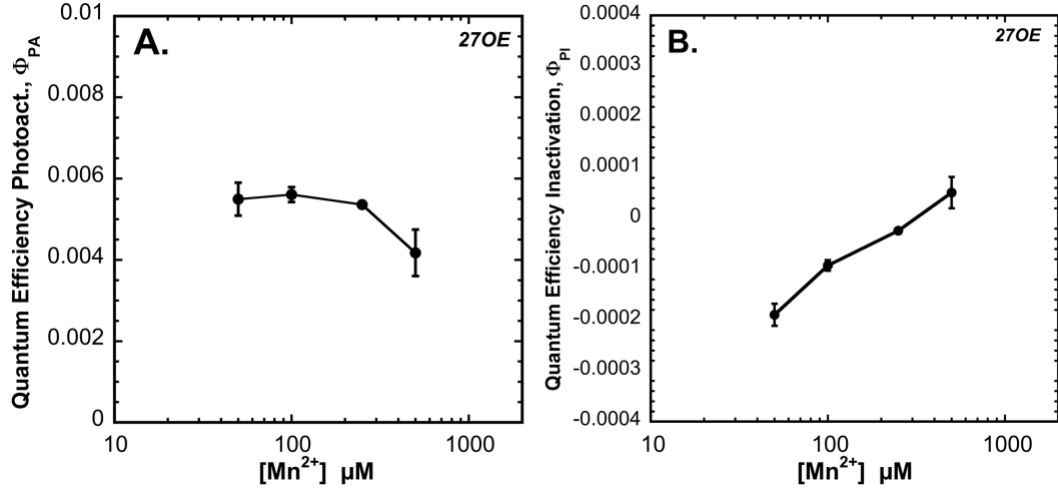 A.
27OE
Quantum Efficiency Photoact., Φ_PA
0.01
0.008
0.006
0.004
0.002
0
10
100
1000
[Mn²⁺] µM
B.
27OE
Quantum Efficiency Inactivation, Φ_PI
0.0004
0.0003
0.0002
0.0001
0
-0.0001
-0.0002
-0.0003
-0.0004
10
100
1000
[Mn²⁺] µM